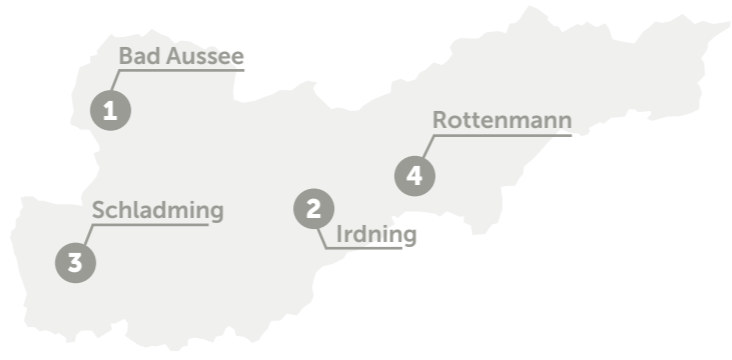 Bad Aussee
1
Rottenmann
4
Schladming
2
Irdning
3